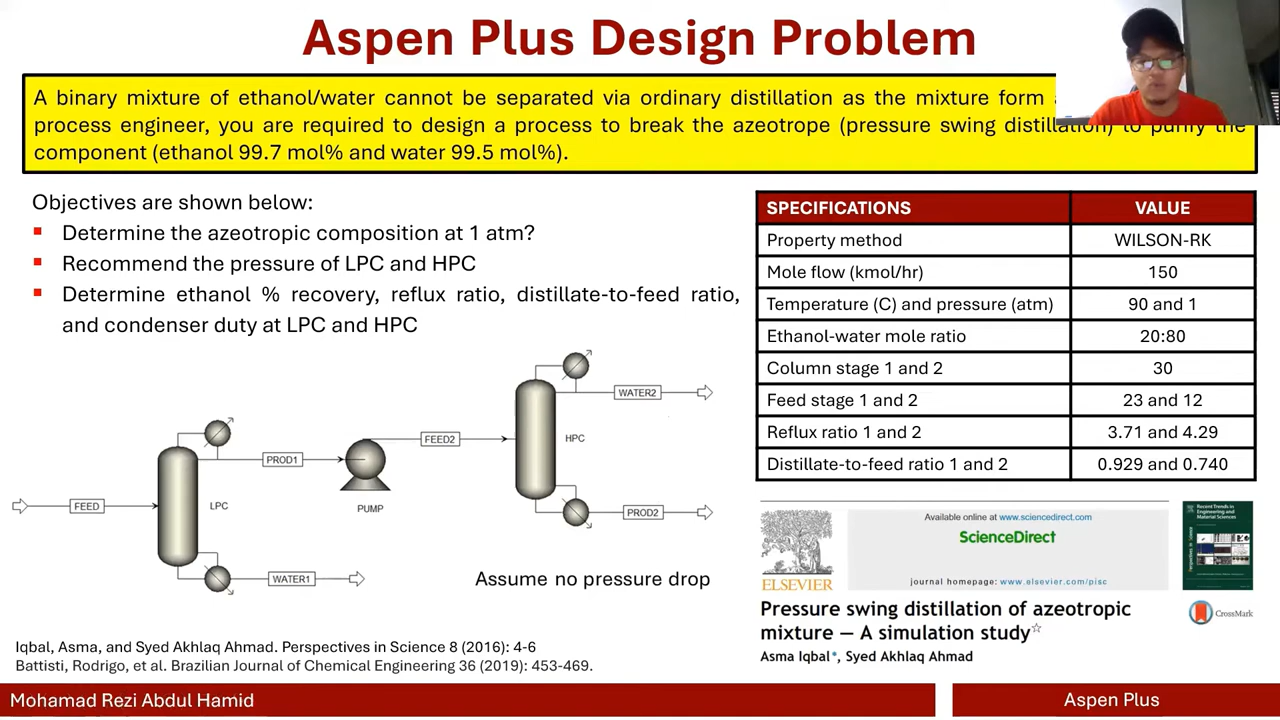 Aspen Plus Design Problem
A binary mixture of ethanol/water cannot be separated via ordinary distillation as the mixture form
process engineer, you are required to design a process to break the azeotrope (pressure swing distillation) to purify the
component (ethanol 99.7 mol% and water 99.5 mol%).
Objectives are shown below:
Determine the azeotropic composition at 1 atm?
Recommend the pressure of LPC and HPC
Determine ethanol % recovery, reflux ratio, distillate-to-feed ratio,
and condenser duty at LPC and HPC
SPECIFICATIONS VALUE
Property method WILSON-RK
Mole flow (kmol/hr) 150
Temperature (C) and pressure (atm) 90 and 1
Ethanol-water mole ratio 20:80
Column stage 1 and 2 30
Feed stage 1 and 2 23 and 12
Reflux ratio 1 and 2 3.71 and 4.29
Distillate-to-feed ratio 1 and 2 0.929 and 0.740
WATER2
FEED2
HPC
PROD1
FEED
LPC
PUMP
PROD2
WATER1
Assume no pressure drop
Available online at www.sciencedirect.com
ScienceDirect
journal homepage: www.elsevier.com/pisc
ELSEVIER
Perspectives in Science
Recent Trends in
Engineering and
Material Sciences
Pressure swing distillation of azeotropic
mixture — A simulation study☆
CrossMark
Asma Iqbal*, Syed Akhlaq Ahmad
Iqbal, Asma, and Syed Akhlaq Ahmad. Perspectives in Science 8 (2016): 4-6
Battisti, Rodrigo, et al. Brazilian Journal of Chemical Engineering 36 (2019): 453-469.
Mohamad Rezi Abdul Hamid
Aspen Plus